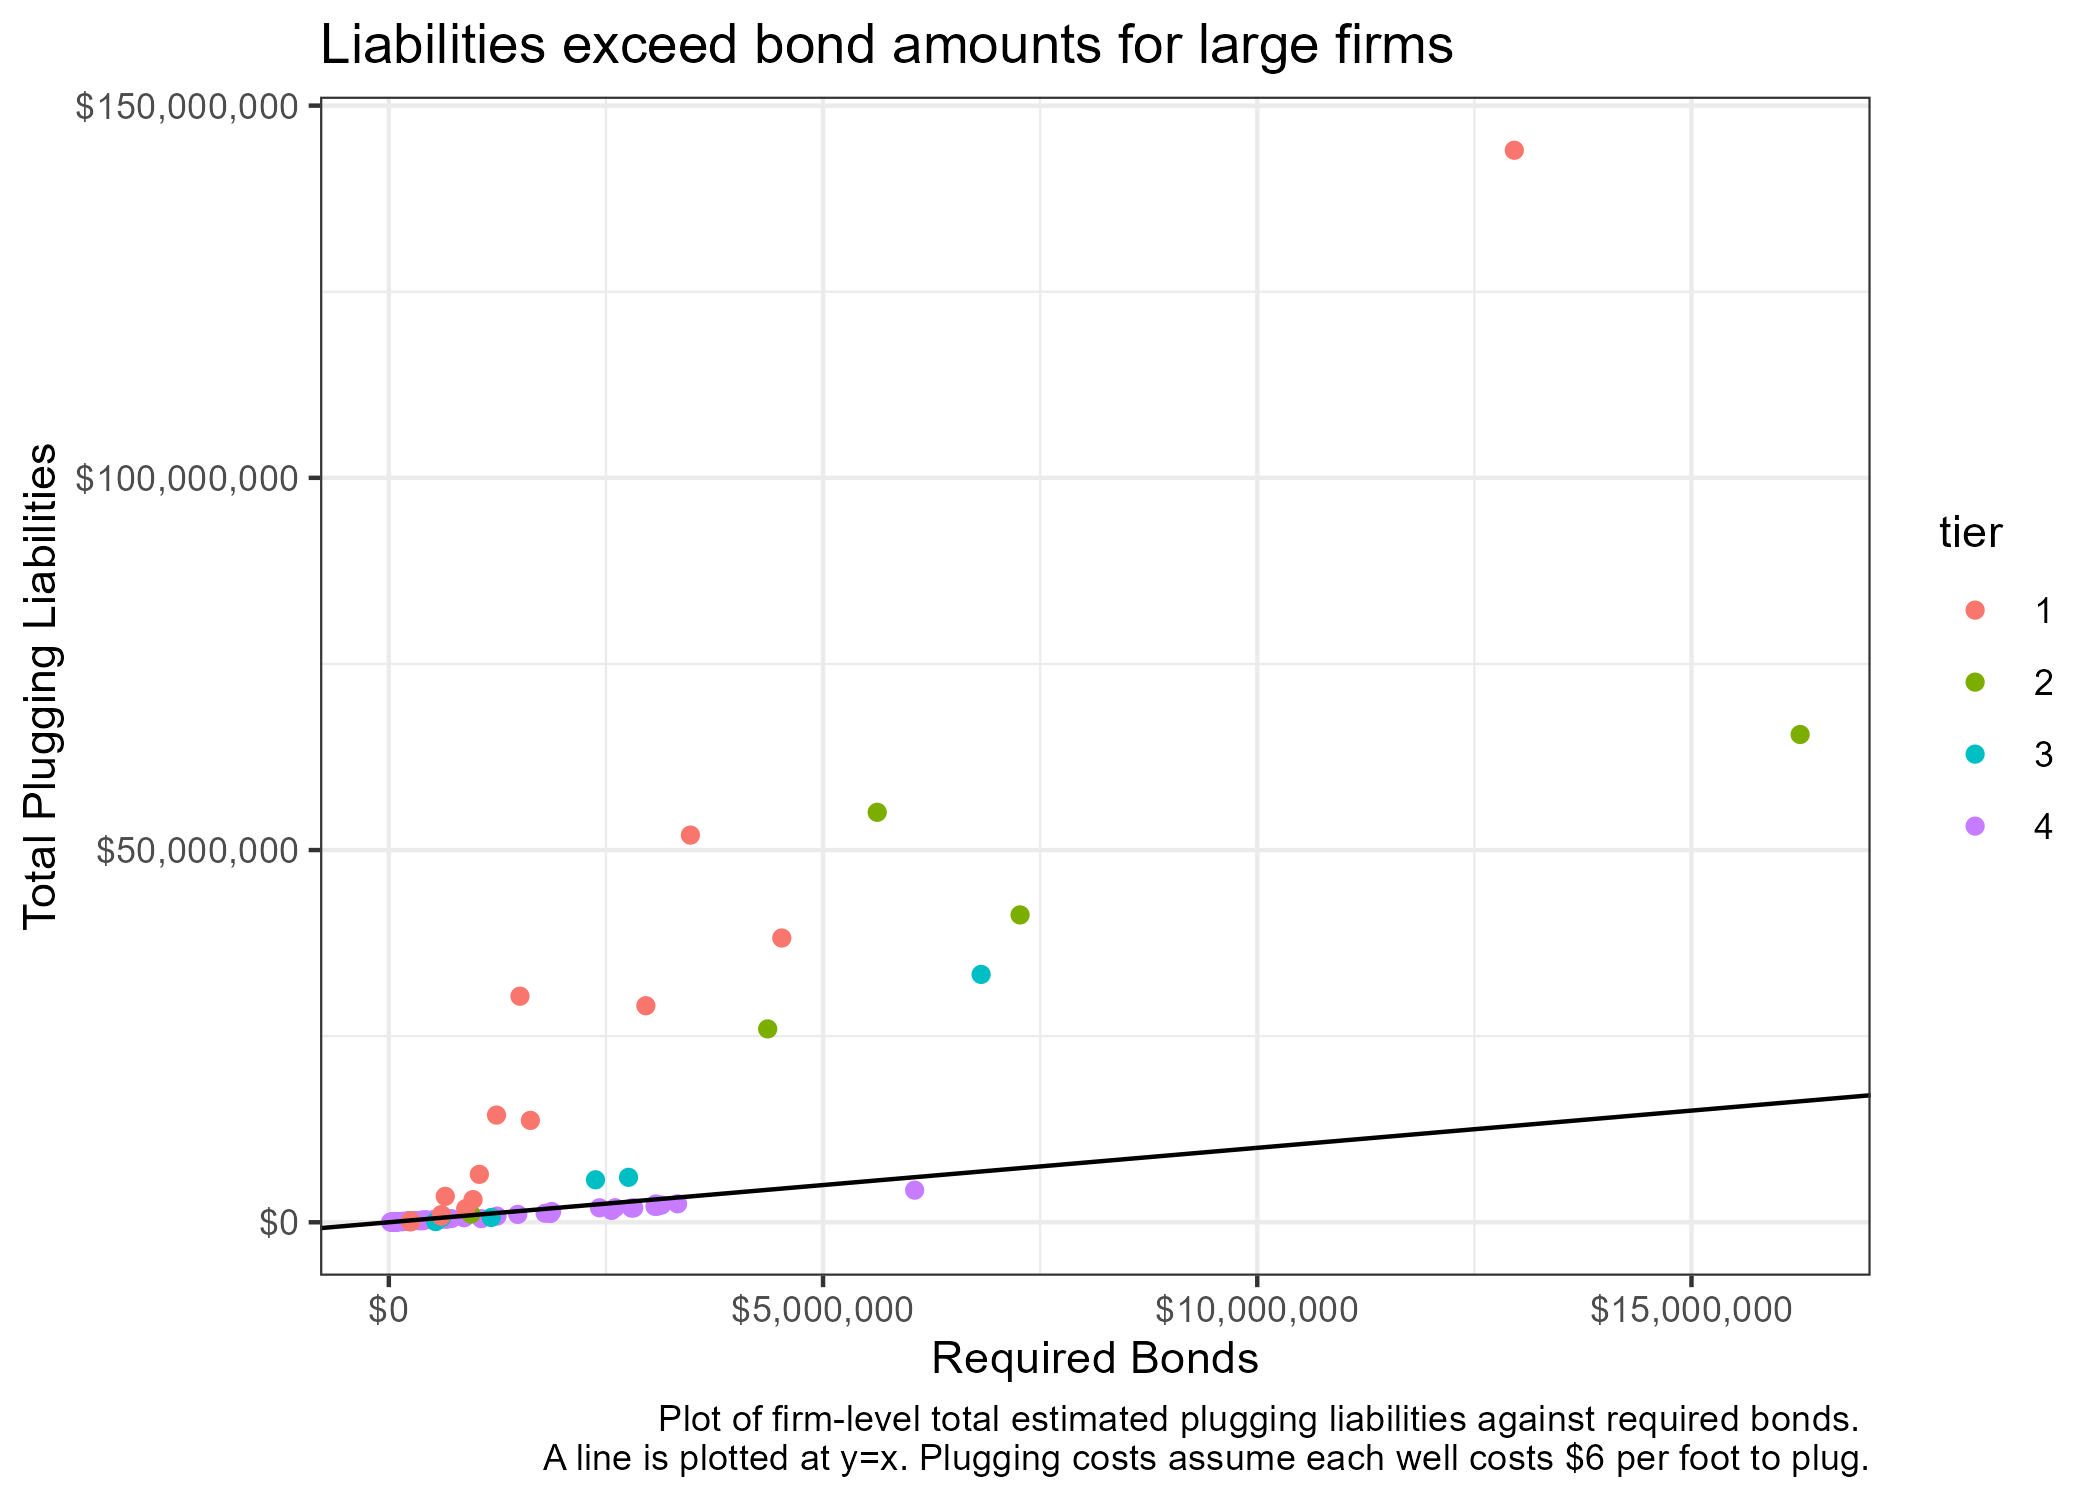 Liabilities exceed bond amounts for large firms
Total Plugging Liabilities
$150,000,000
$100,000,000
$50,000,000
$0
$0
$5,000,000
$10,000,000
$15,000,000
Required Bonds
tier
1
2
3
4
Plot of firm-level total estimated plugging liabilities against required bonds.
A line is plotted at y=x. Plugging costs assume each well costs $6 per foot to plug.